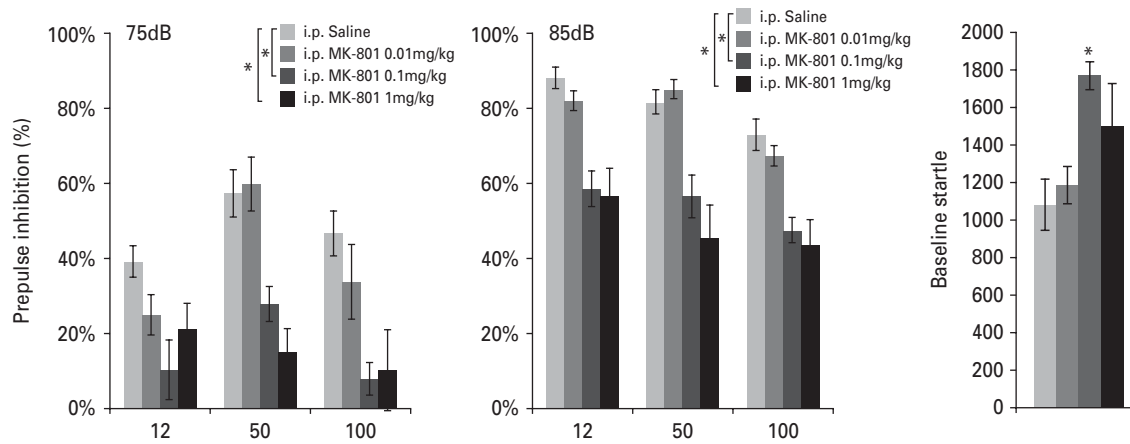 Prepulse inhibition (%)
100%
80%
60%
40%
20%
0%
75dB
*
*
i.p. Saline
i.p. MK-801 0.01mg/kg
i.p. MK-801 0.1mg/kg
i.p. MK-801 1mg/kg
12
50
100
100%
80%
60%
40%
20%
0%
85dB
*
*
i.p. Saline
i.p. MK-801 0.01mg/kg
i.p. MK-801 0.1mg/kg
i.p. MK-801 1mg/kg
12
50
100
Baseline startle
2000
1800
1600
1400
1200
1000
800
600
400
200
0
*